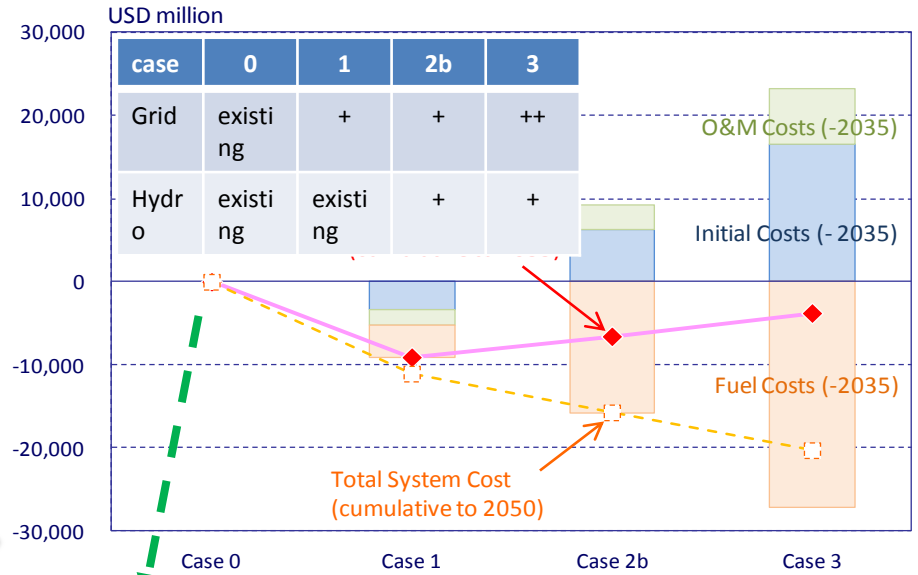 USD million
30,000
case 0 1 2b 3
Grid existi
ng + + ++
Hydr
o existi
ng existi
ng + +
20,000
O&M Costs (-2035)
10,000
Initial Costs (- 2035)
0
-10,000
Fuel Costs (-2035)
-20,000
Total System Cost
(cumulative to 2050)
-30,000
Case 0 Case 1 Case 2b Case 3